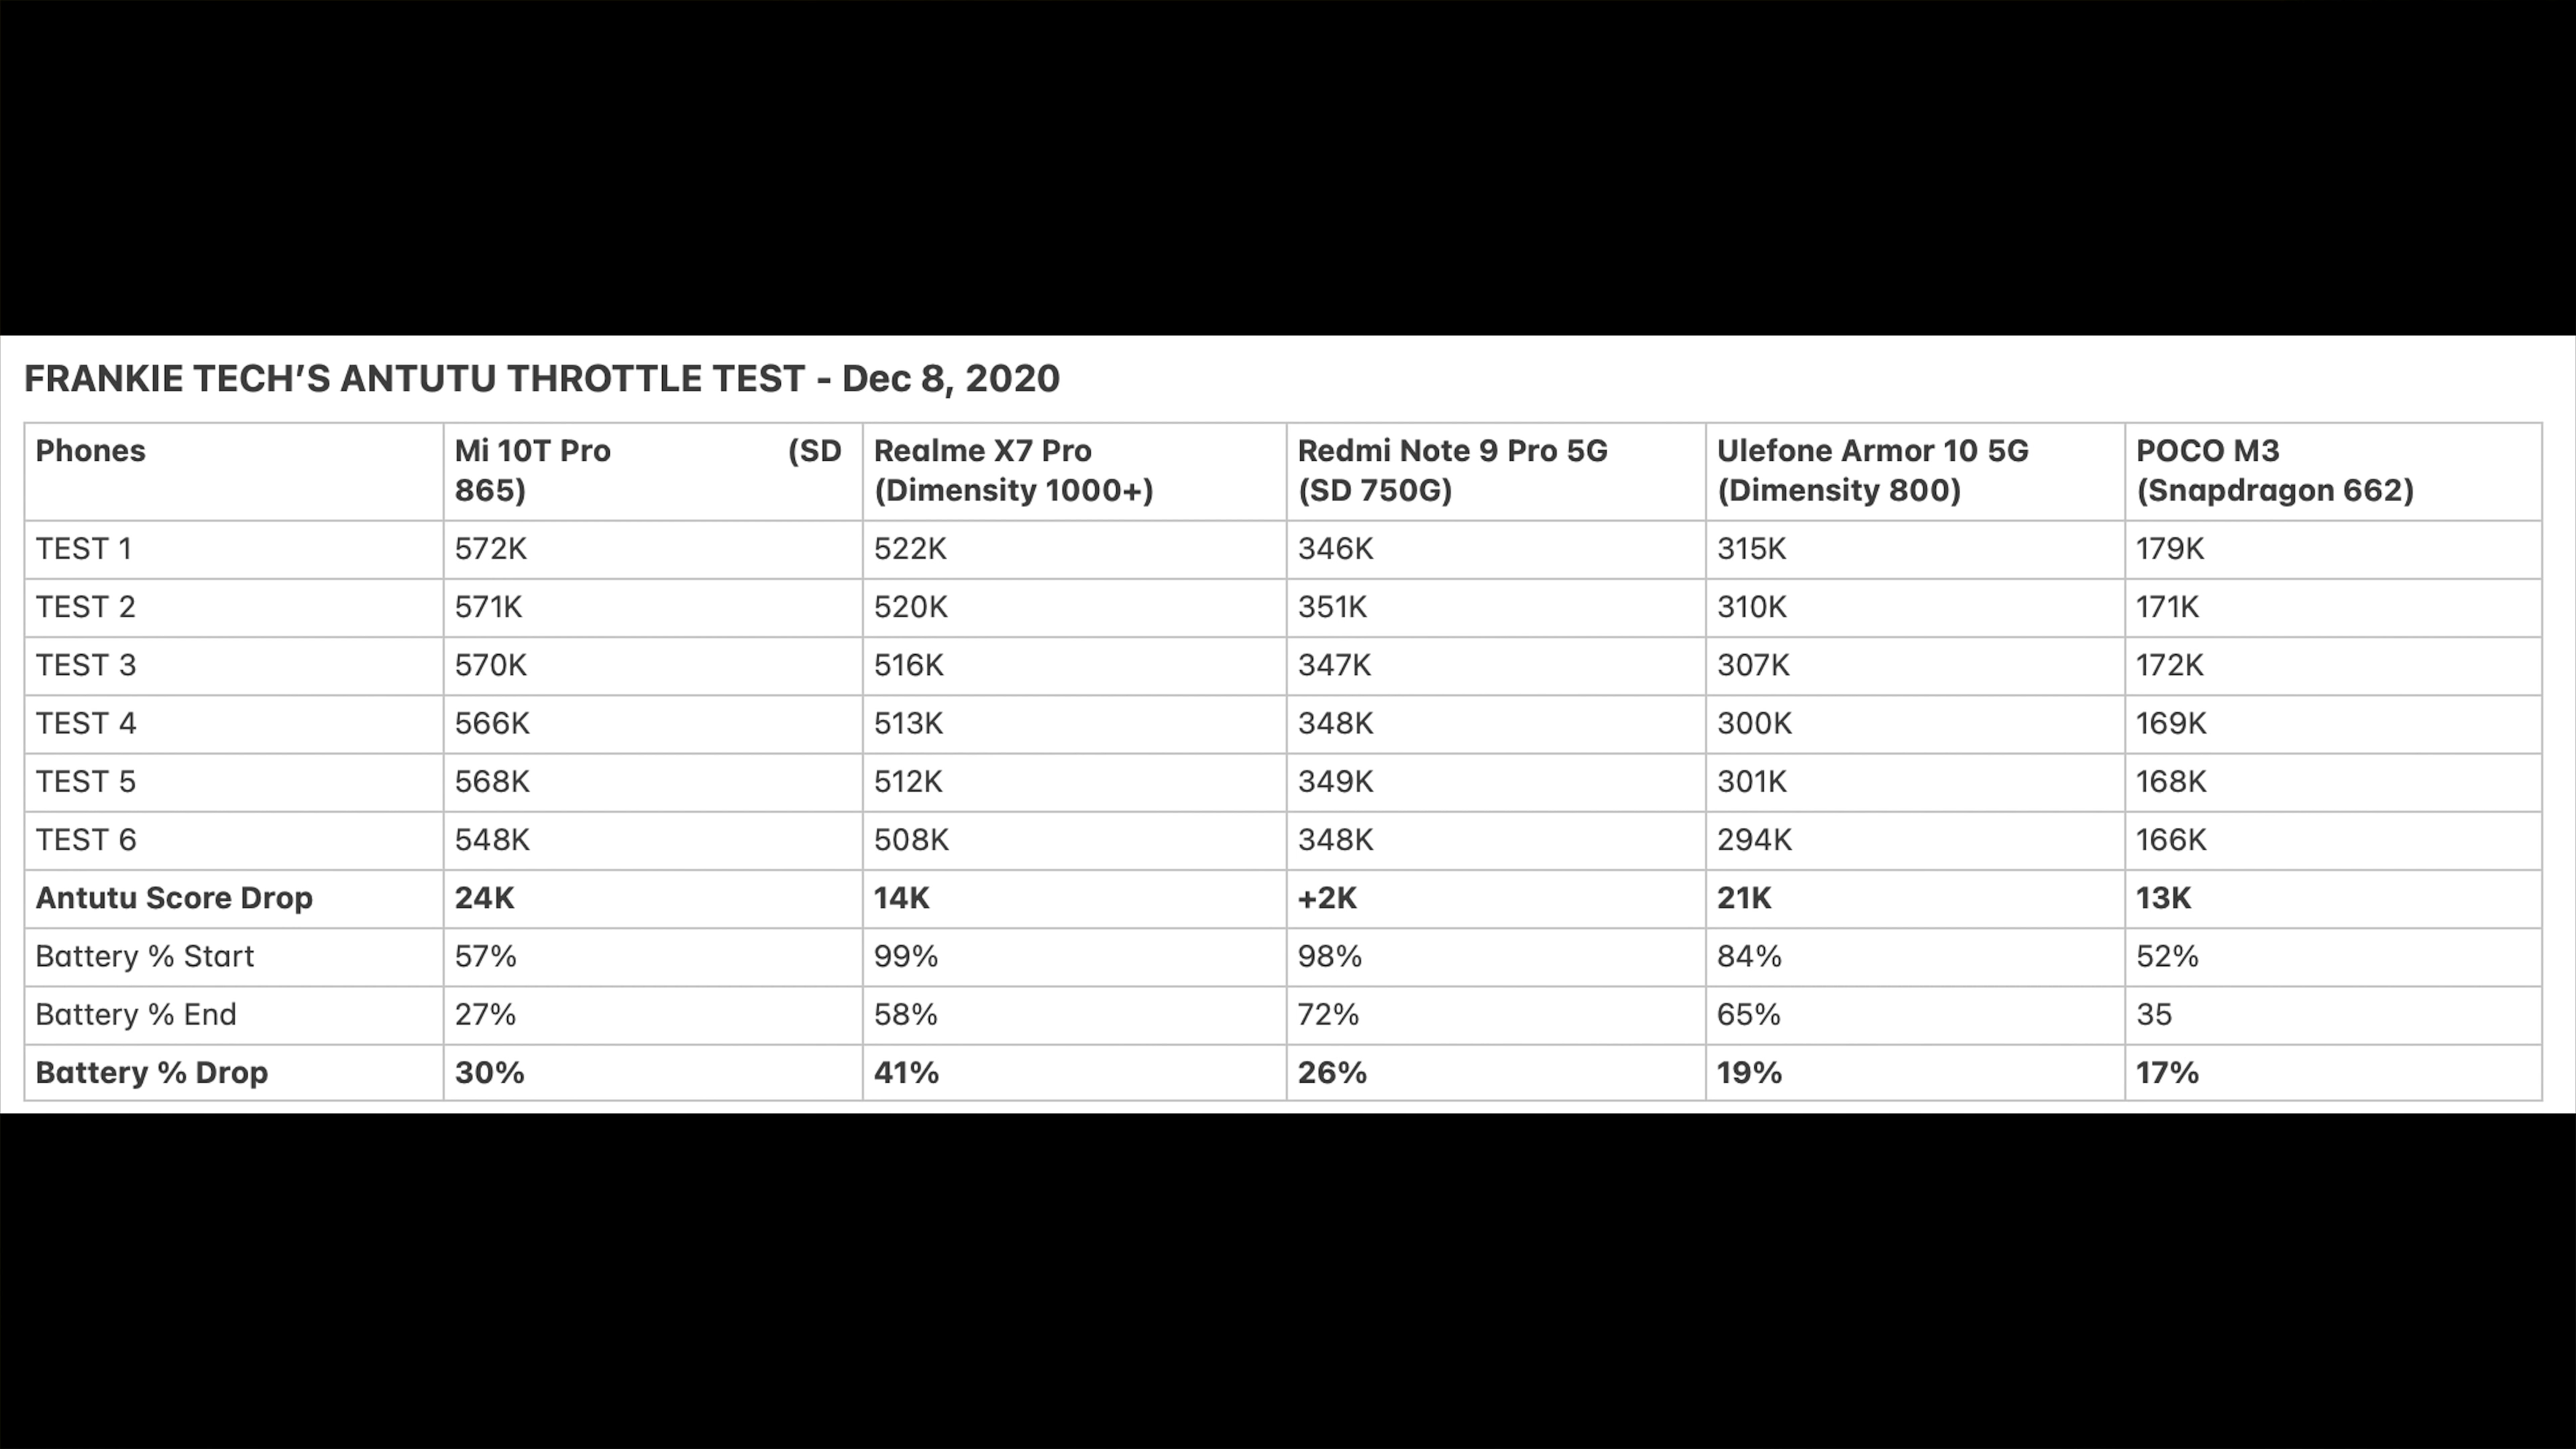 FRANKIE TECH’S ANTUTU THROTTLE TEST - Dec 8, 2020
Phones Mi 10T Pro (SD 865) Realme X7 Pro (Dimensity 1000+) Redmi Note 9 Pro 5G (SD 750G) Ulefone Armor 10 5G (Dimensity 800) POCO M3 (Snapdragon 662)
TEST 1 572K 522K 346K 315K 179K
TEST 2 571K 520K 351K 310K 171K
TEST 3 570K 516K 347K 307K 172K
TEST 4 566K 513K 348K 300K 169K
TEST 5 568K 512K 349K 301K 168K
TEST 6 548K 508K 348K 294K 166K
Antutu Score Drop 24K 14K +2K 21K 13K
Battery % Start 57% 99% 98% 84% 52%
Battery % End 27% 58% 72% 65% 35
Battery % Drop 30% 41% 26% 19% 17%